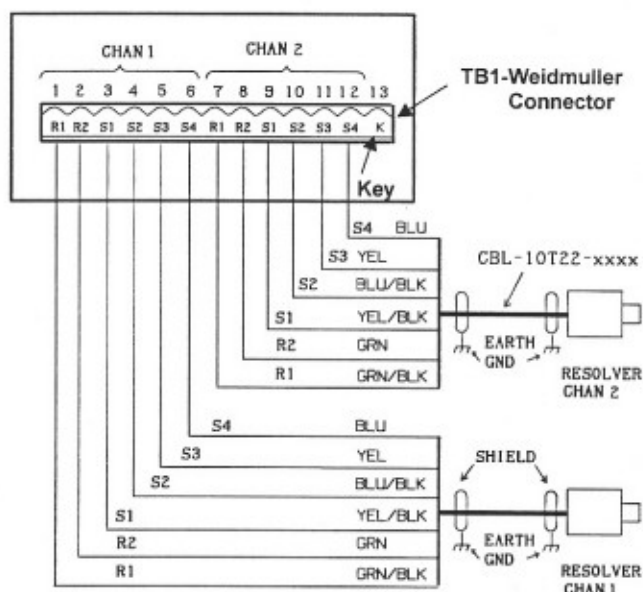 CHAN 1 CHAN 2
1 2 3 4 5 6 7 8 9 10 11 12 13
TB1-Weidmuller
Connector
R1 R2 S1 S2 S3 S4 R1 R2 S1 S2 S3 S4 K
Key
S4 BLU
S3 YEL
CBL-10T22-xxxx
S2 BLU/BLK
S1 YEL/BLK
R2 GRN
EARTH
GND
R1 GRN/BLK
RESOLVER
CHAN 2
S4 BLU
S3 YEL
SHIELD
S2 BLU/BLK
S1 YEL/BLK
R2 GRN
EARTH
GND
R1 GRN/BLK
RESOLVER
CHAN 1